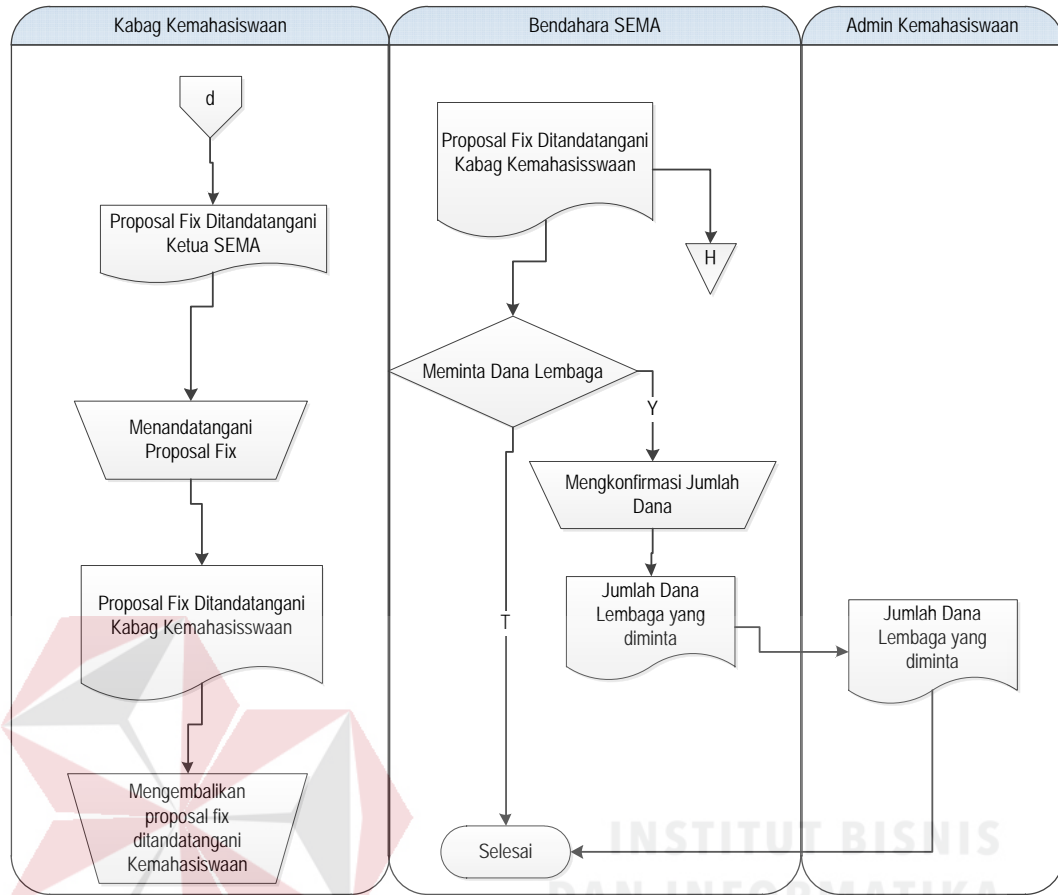 Kabag Kemahasiswaan
Bendahara SEMA
Admin Kemahasiswaan
d
Proposal Fix Ditandatangani
Ketua SEMA
Menandatangani
Proposal Fix
Proposal Fix Ditandatangani
Kabag Kemahasisswaan
Mengembalikan
proposal fix
ditandatangani
Kemahasiswaan
Proposal Fix Ditandatangani
Kabag Kemahasisswaan
H
Meminta Dana Lembaga
Y
Mengkonfirmasi Jumlah
Dana
T
Jumlah Dana
Lembaga yang
diminta
Selesai
Jumlah Dana
Lembaga yang
diminta
INSTITUT BISNIS
DAN INFORMATIKA